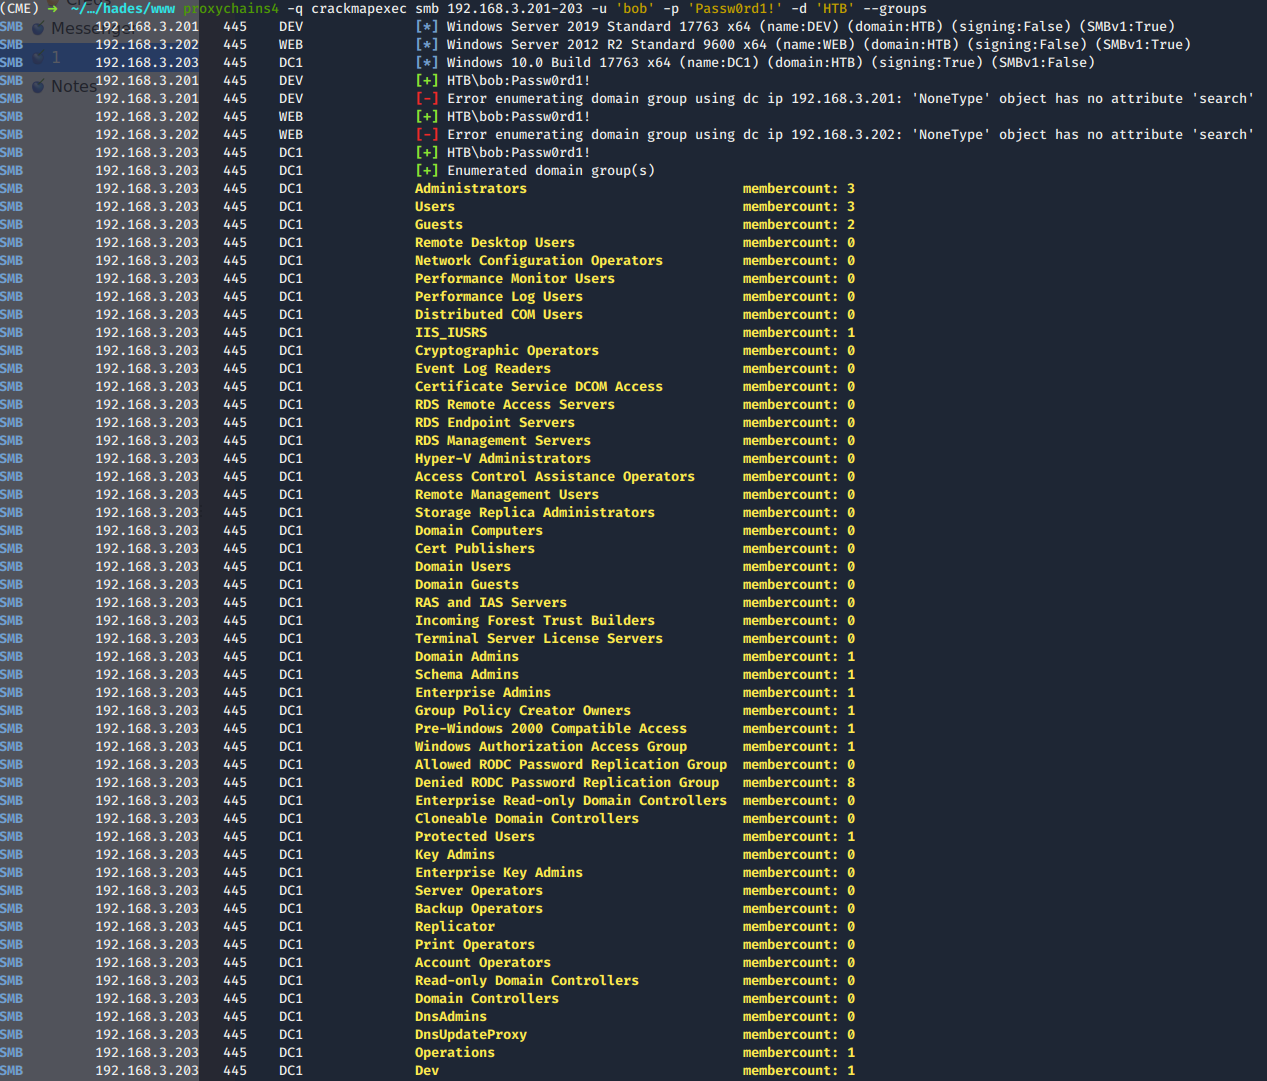 (CME) → ~/…/hades/www proxychains4 -q crackmapexec smb 192.168.3.201-203 -u 'bob' -p 'Passw0rd1!' -d 'HTB' --groups
SMB 192.168.3.201 445 DEV [*] Windows Server 2019 Standard 17763 x64 (name:DEV) (domain:HTB) (signing:False) (SMBv1:True)
SMB 192.168.3.202 445 WEB [*] Windows Server 2012 R2 Standard 9600 x64 (name:WEB) (domain:HTB) (signing:False) (SMBv1:True)
SMB 192.168.3.203 445 DC1 [*] Windows 10.0 Build 17763 x64 (name:DC1) (domain:HTB) (signing:True) (SMBv1:False)
SMB 192.168.3.201 445 DEV [+] HTB\bob:Passw0rd1!
SMB 192.168.3.201 445 DEV [-] Error enumerating domain group using dc ip 192.168.3.201: 'NoneType' object has no attribute 'search'
SMB 192.168.3.202 445 WEB [+] HTB\bob:Passw0rd1!
SMB 192.168.3.202 445 WEB [-] Error enumerating domain group using dc ip 192.168.3.202: 'NoneType' object has no attribute 'search'
SMB 192.168.3.203 445 DC1 [+] HTB\bob:Passw0rd1!
SMB 192.168.3.203 445 DC1 [+] Enumerated domain group(s)
SMB 192.168.3.203 445 DC1 Administrators membercount: 3
SMB 192.168.3.203 445 DC1 Users membercount: 3
SMB 192.168.3.203 445 DC1 Guests membercount: 2
SMB 192.168.3.203 445 DC1 Remote Desktop Users membercount: 0
SMB 192.168.3.203 445 DC1 Network Configuration Operators membercount: 0
SMB 192.168.3.203 445 DC1 Performance Monitor Users membercount: 0
SMB 192.168.3.203 445 DC1 Performance Log Users membercount: 0
SMB 192.168.3.203 445 DC1 Distributed COM Users membercount: 0
SMB 192.168.3.203 445 DC1 IIS_IUSRS membercount: 1
SMB 192.168.3.203 445 DC1 Cryptographic Operators membercount: 0
SMB 192.168.3.203 445 DC1 Event Log Readers membercount: 0
SMB 192.168.3.203 445 DC1 Certificate Service DCOM Access membercount: 0
SMB 192.168.3.203 445 DC1 RDS Remote Access Servers membercount: 0
SMB 192.168.3.203 445 DC1 RDS Endpoint Servers membercount: 0
SMB 192.168.3.203 445 DC1 RDS Management Servers membercount: 0
SMB 192.168.3.203 445 DC1 Hyper-V Administrators membercount: 0
SMB 192.168.3.203 445 DC1 Access Control Assistance Operators membercount: 0
SMB 192.168.3.203 445 DC1 Remote Management Users membercount: 0
SMB 192.168.3.203 445 DC1 Storage Replica Administrators membercount: 0
SMB 192.168.3.203 445 DC1 Domain Computers membercount: 0
SMB 192.168.3.203 445 DC1 Cert Publishers membercount: 0
SMB 192.168.3.203 445 DC1 Domain Users membercount: 0
SMB 192.168.3.203 445 DC1 Domain Guests membercount: 0
SMB 192.168.3.203 445 DC1 RAS and IAS Servers membercount: 0
SMB 192.168.3.203 445 DC1 Incoming Forest Trust Builders membercount: 0
SMB 192.168.3.203 445 DC1 Terminal Server License Servers membercount: 0
SMB 192.168.3.203 445 DC1 Domain Admins membercount: 1
SMB 192.168.3.203 445 DC1 Schema Admins membercount: 1
SMB 192.168.3.203 445 DC1 Enterprise Admins membercount: 1
SMB 192.168.3.203 445 DC1 Group Policy Creator Owners membercount: 1
SMB 192.168.3.203 445 DC1 Pre-Windows 2000 Compatible Access membercount: 1
SMB 192.168.3.203 445 DC1 Windows Authorization Access Group membercount: 1
SMB 192.168.3.203 445 DC1 Allowed RODC Password Replication Group membercount: 0
SMB 192.168.3.203 445 DC1 Denied RODC Password Replication Group membercount: 8
SMB 192.168.3.203 445 DC1 Enterprise Read-only Domain Controllers membercount: 0
SMB 192.168.3.203 445 DC1 Cloneable Domain Controllers membercount: 0
SMB 192.168.3.203 445 DC1 Protected Users membercount: 1
SMB 192.168.3.203 445 DC1 Key Admins membercount: 0
SMB 192.168.3.203 445 DC1 Enterprise Key Admins membercount: 0
SMB 192.168.3.203 445 DC1 Server Operators membercount: 0
SMB 192.168.3.203 445 DC1 Backup Operators membercount: 0
SMB 192.168.3.203 445 DC1 Replicator membercount: 0
SMB 192.168.3.203 445 DC1 Print Operators membercount: 0
SMB 192.168.3.203 445 DC1 Account Operators membercount: 0
SMB 192.168.3.203 445 DC1 Read-only Domain Controllers membercount: 0
SMB 192.168.3.203 445 DC1 Domain Controllers membercount: 0
SMB 192.168.3.203 445 DC1 DnsAdmins membercount: 0
SMB 192.168.3.203 445 DC1 DnsUpdateProxy membercount: 0
SMB 192.168.3.203 445 DC1 Operations membercount: 1
SMB 192.168.3.203 445 DC1 Dev membercount: 1
1
Notes